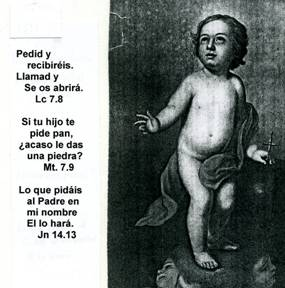 Pedid y
recibiréis.
Llamad y
Se os abrirá.
Lc 7.8
Si tu hijo te
pide pan,
¿acaso le das
una piedra?
Mt. 7.9
Lo que pidáis
al Padre en
mi nombre
El lo hará.
Jn 14.13